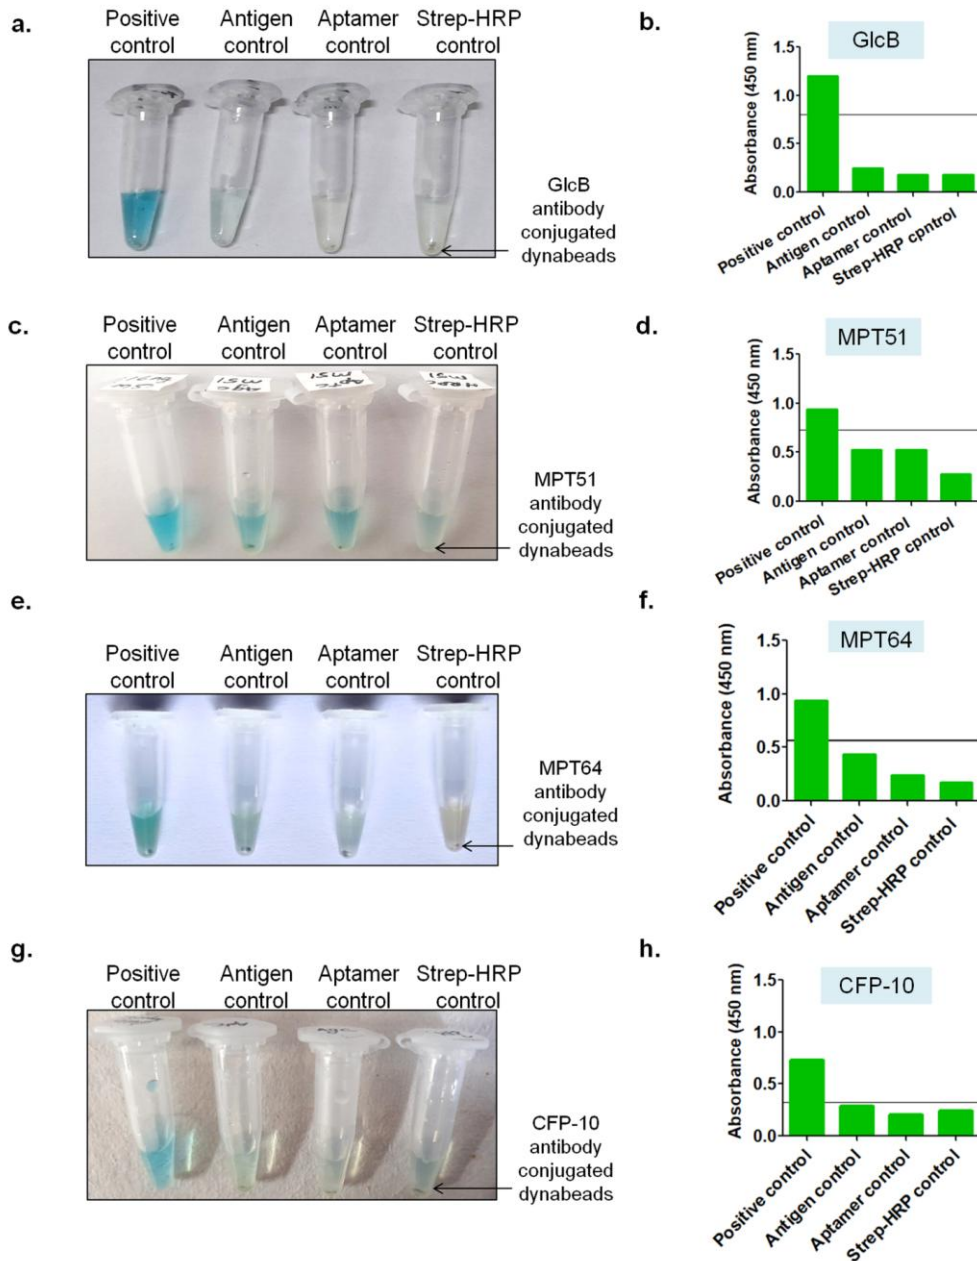 a.
Positive control
Antigen control
Aptamer control
Strep-HRP control
GlcB
antibody
conjugated
dynabeads
b.
GlcB
Absorbance (450 nm)
1.5
1.0
0.5
0.0
Positive control
Antigen control
Aptamer control
Strep-HRP cpntrol
c.
Positive control
Antigen control
Aptamer control
Strep-HRP control
MPT51
antibody
conjugated
dynabeads
d.
MPT51
Absorbance (450 nm)
1.5
1.0
0.5
0.0
Positive control
Antigen control
Aptamer control
Strep-HRP cpntrol
e.
Positive control
Antigen control
Aptamer control
Strep-HRP control
MPT64
antibody
conjugated
dynabeads
f.
MPT64
Absorbance (450 nm)
1.5
1.0
0.5
0.0
Positive control
Antigen control
Aptamer control
Strep-HRP control
g.
Positive control
Antigen control
Aptamer control
Strep-HRP control
CFP-10
antibody
conjugated
dynabeads
h.
CFP-10
Absorbance (450 nm)
1.5
1.0
0.5
0.0
Positive control
Antigen control
Aptamer control
Strep-HRP control